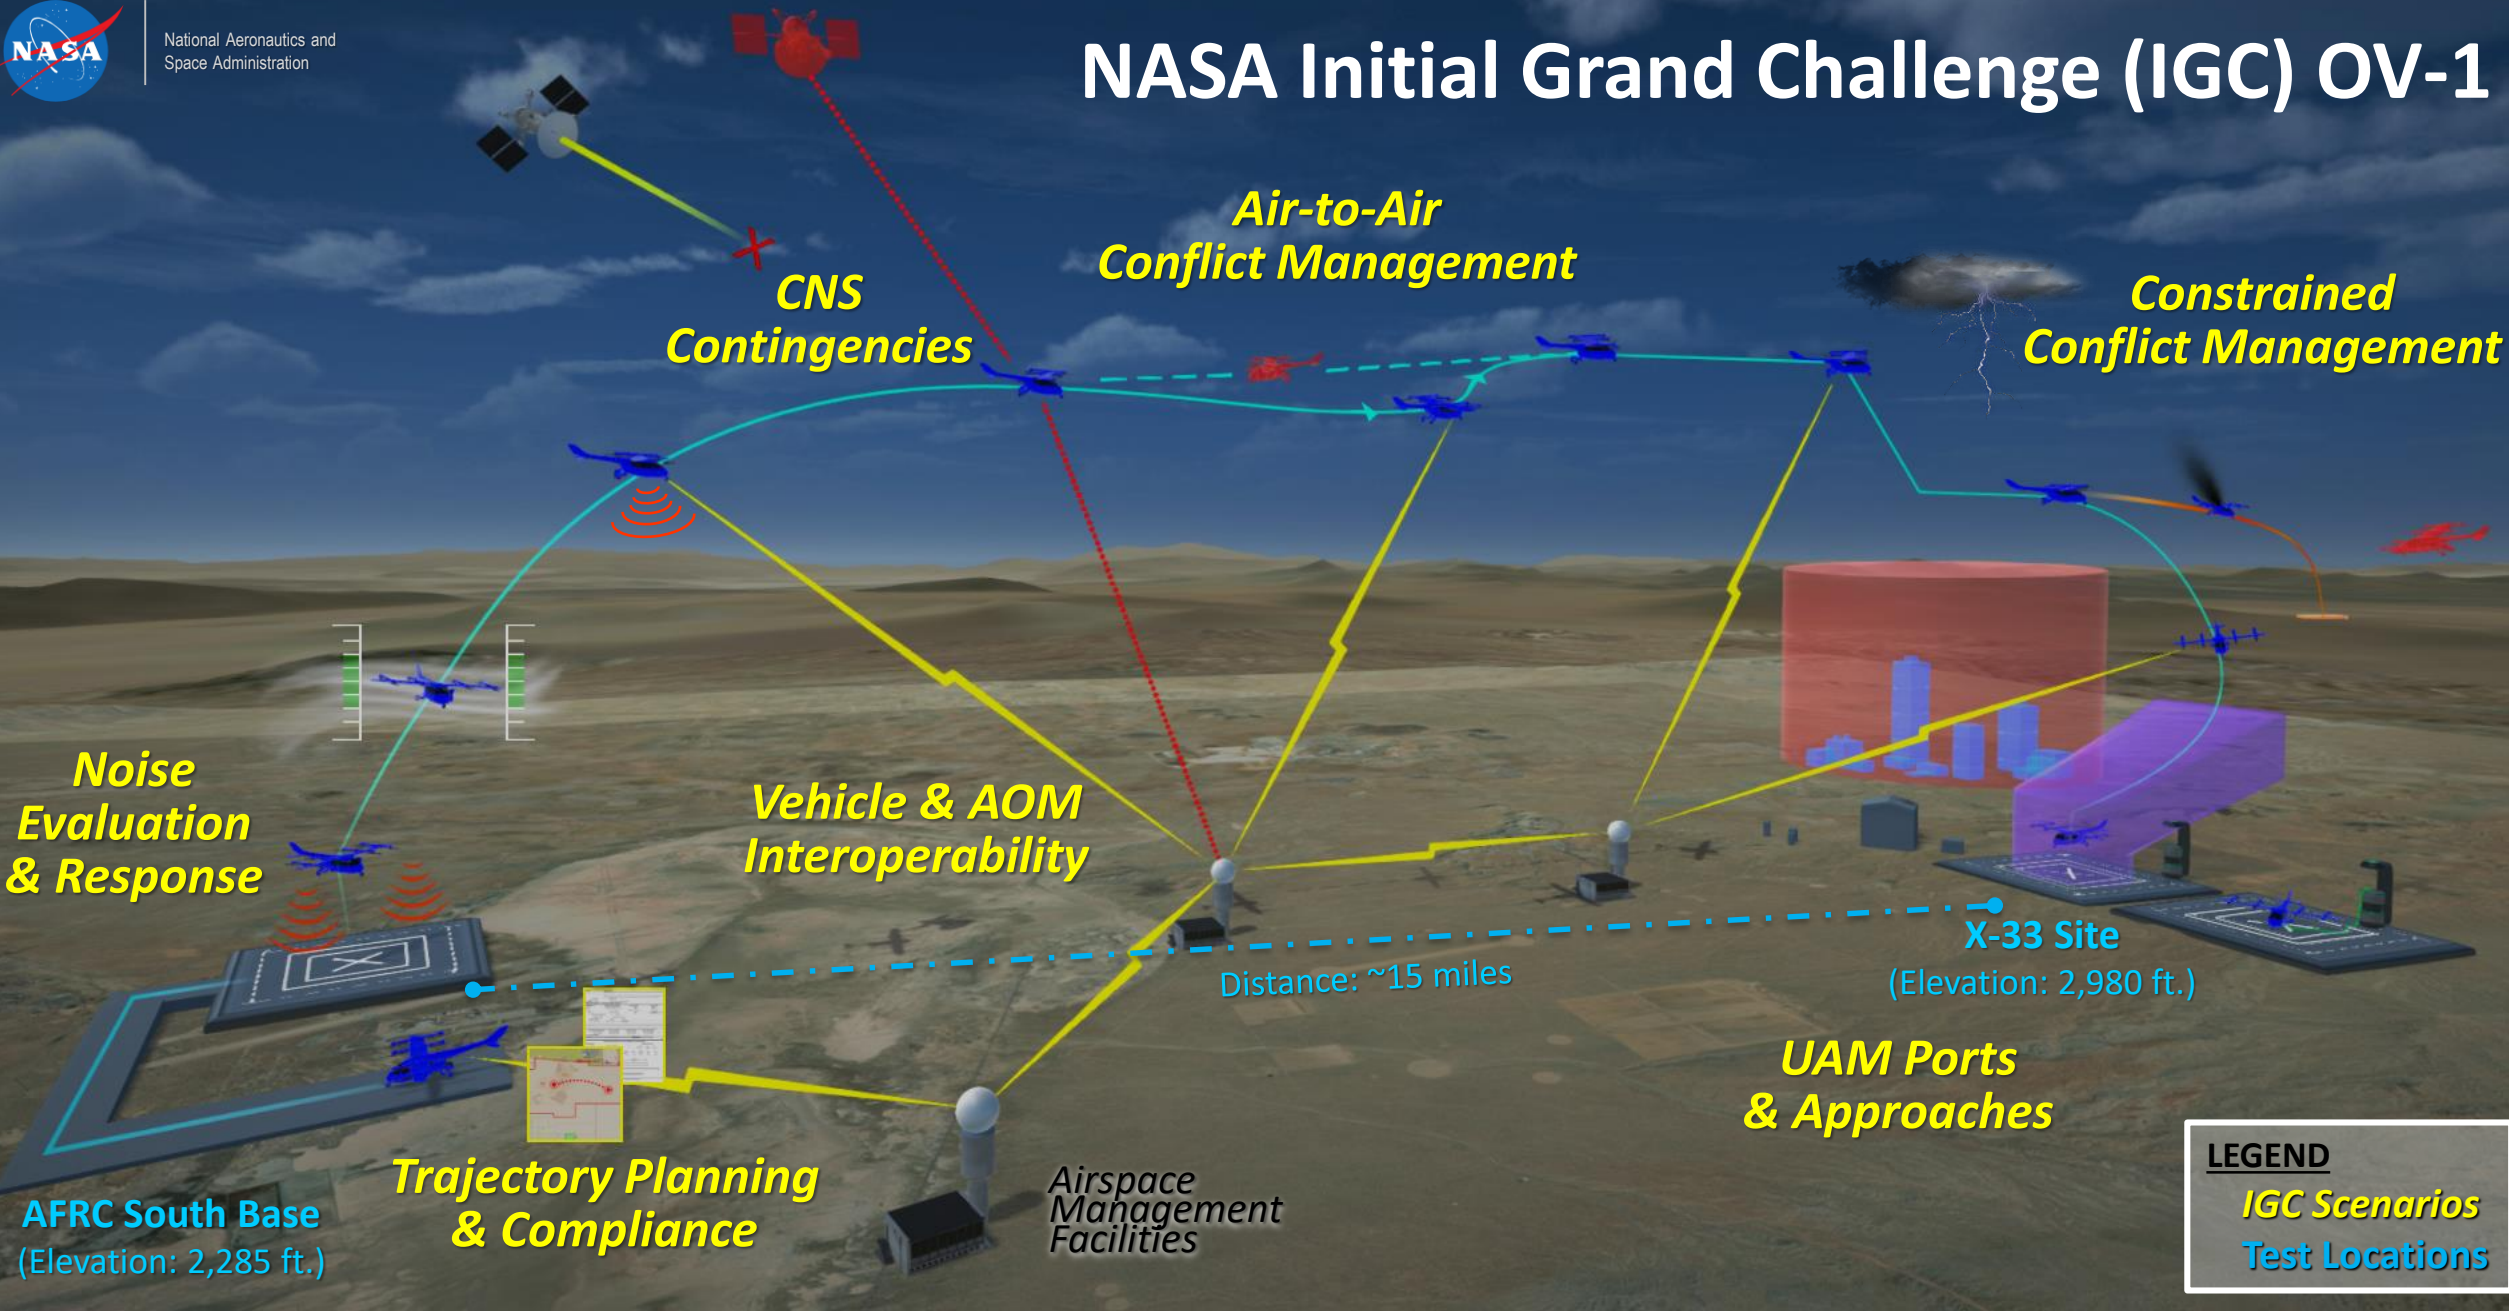 NASA
National Aeronautics and
Space Administration
NASA Initial Grand Challenge (IGC) OV-1
Air-to-Air
Conflict Management
CNS
Contingencies
Constrained
Conflict Management
Noise
Evaluation
& Response
Vehicle & AOM
Interoperability
Distance: ~15 miles
X-33 Site
(Elevation: 2,980 ft.)
UAM Ports
& Approaches
Trajectory Planning
& Compliance
AFRC South Base
(Elevation: 2,285 ft.)
Airspace
Management
Facilities
LEGEND
IGC Scenarios
Test Locations